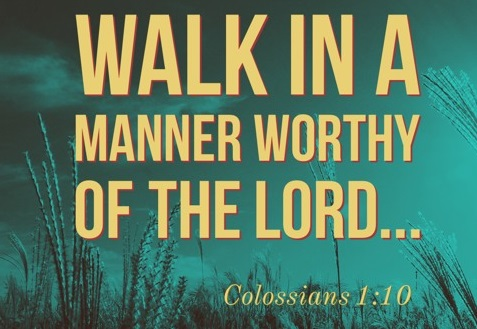 WALK IN A
MANNER WORTHY
OF THE LORD...
Colossians 1:10